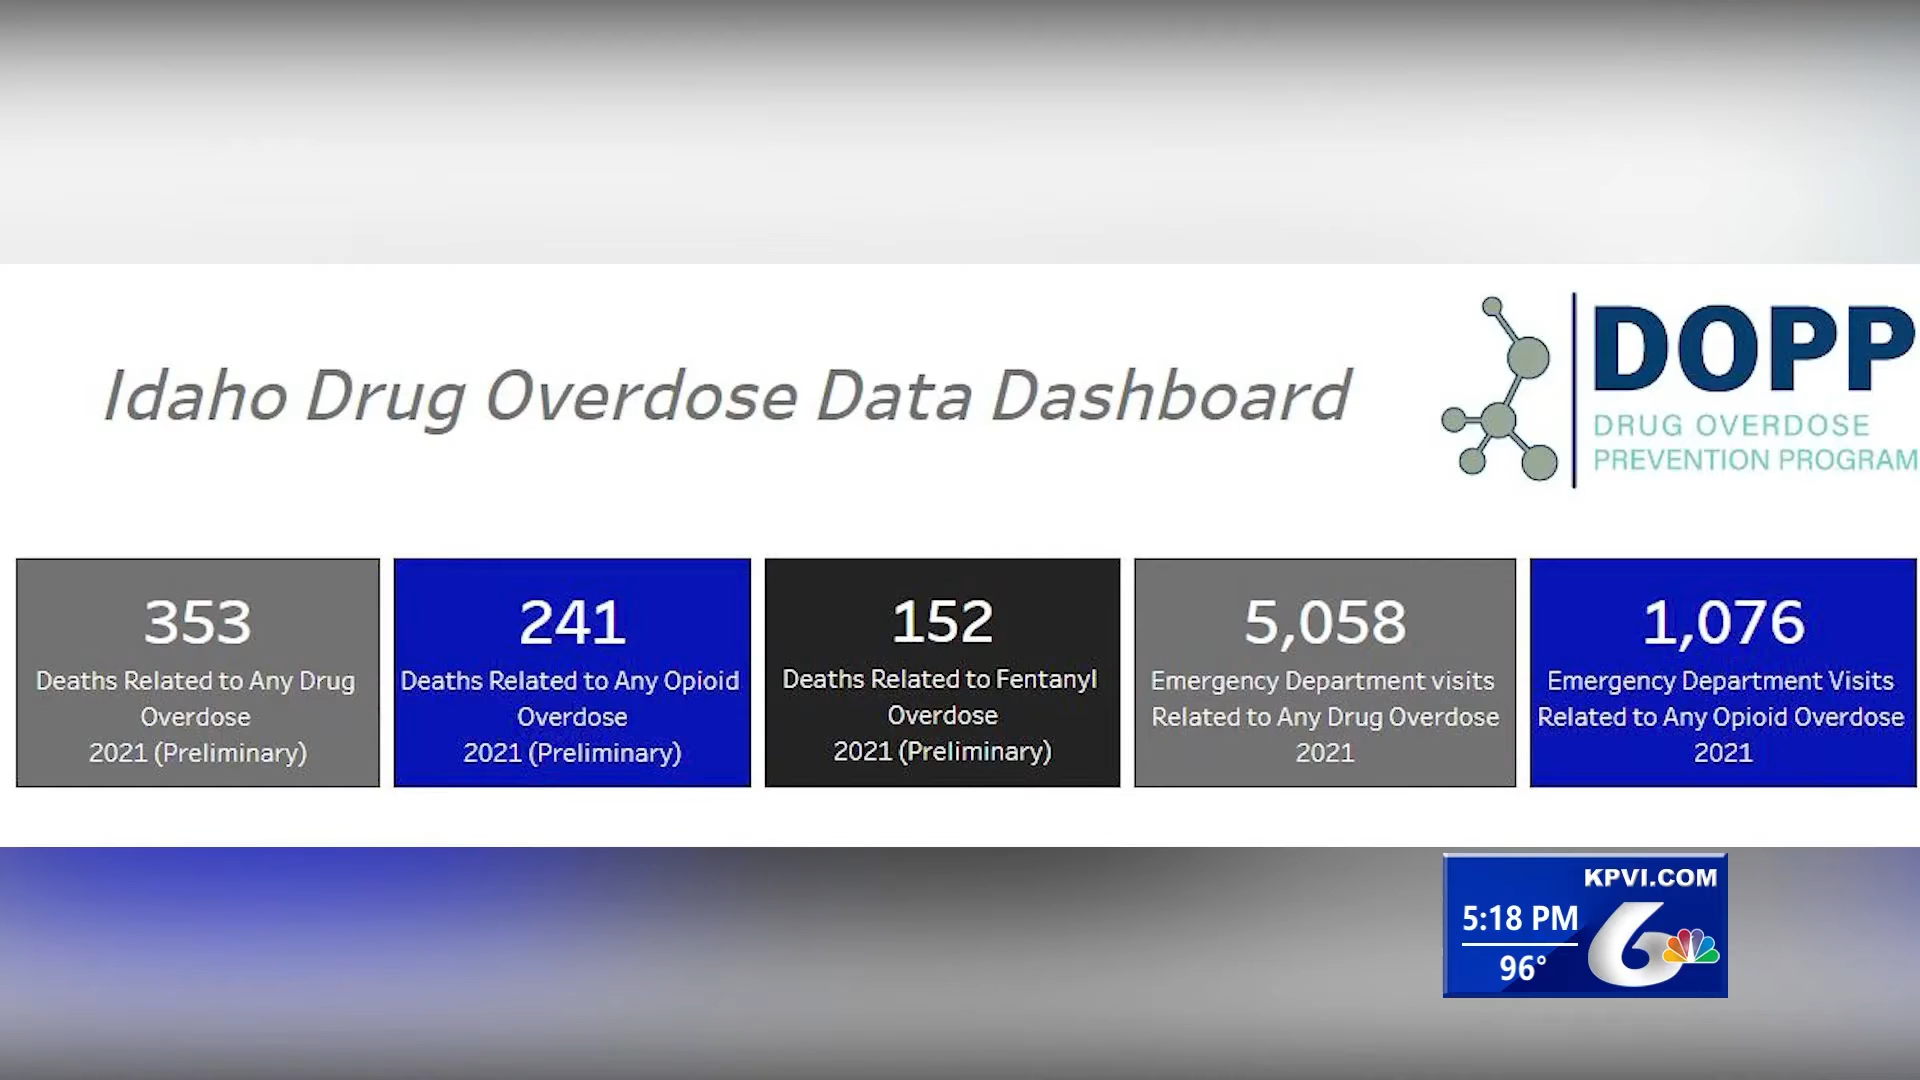 Idaho Drug Overdose Data Dashboard
DOPP
DRUG OVERDOSE
PREVENTION PROGRAM
353
Deaths Related to Any Drug
Overdose
2021 (Preliminary)
241
Deaths Related to Any Opioid
Overdose
2021 (Preliminary)
152
Deaths Related to Fentanyl
Overdose
2021 (Preliminary)
5,058
Emergency Department visits
Related to Any Drug Overdose
2021
1,076
Emergency Department Visits
Related to Any Opioid Overdose
2021
KPVI.COM
5:18 PM
96°
6